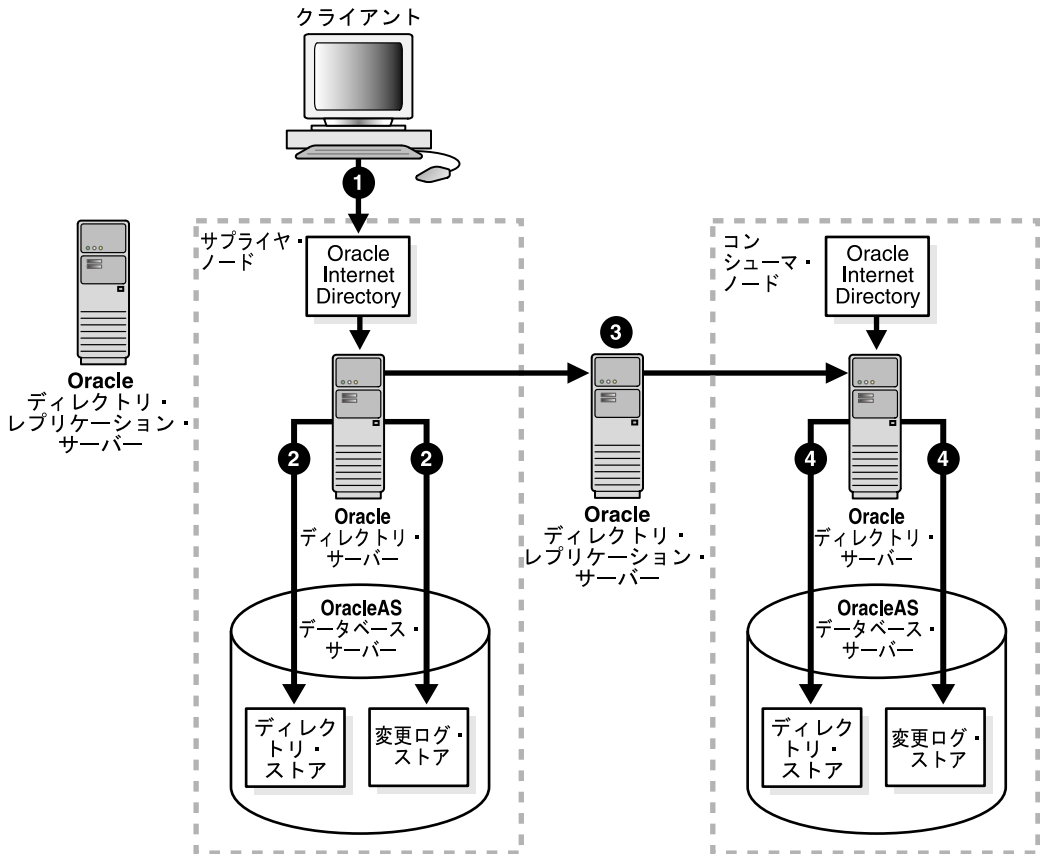 クライアント
1
サプライヤ・
ノード
Oracle
Internet
Directory
コン
シューマ・
ノード
Oracle
Internet
Directory
3
Oracle
ディレクトリ・
レプリケーション・
サーバー
2
2
4
4
Oracle
ディレクトリ・
サーバー
Oracle
ディレクトリ・
レプリケーション・
サーバー
Oracle
ディレクトリ・
サーバー
OracleAS
データベース・
サーバー
OracleAS
データベース・
サーバー
ディレク
トリ・
ストア
変更ログ・
ストア
ディレク
トリ・
ストア
変更ログ・
ストア